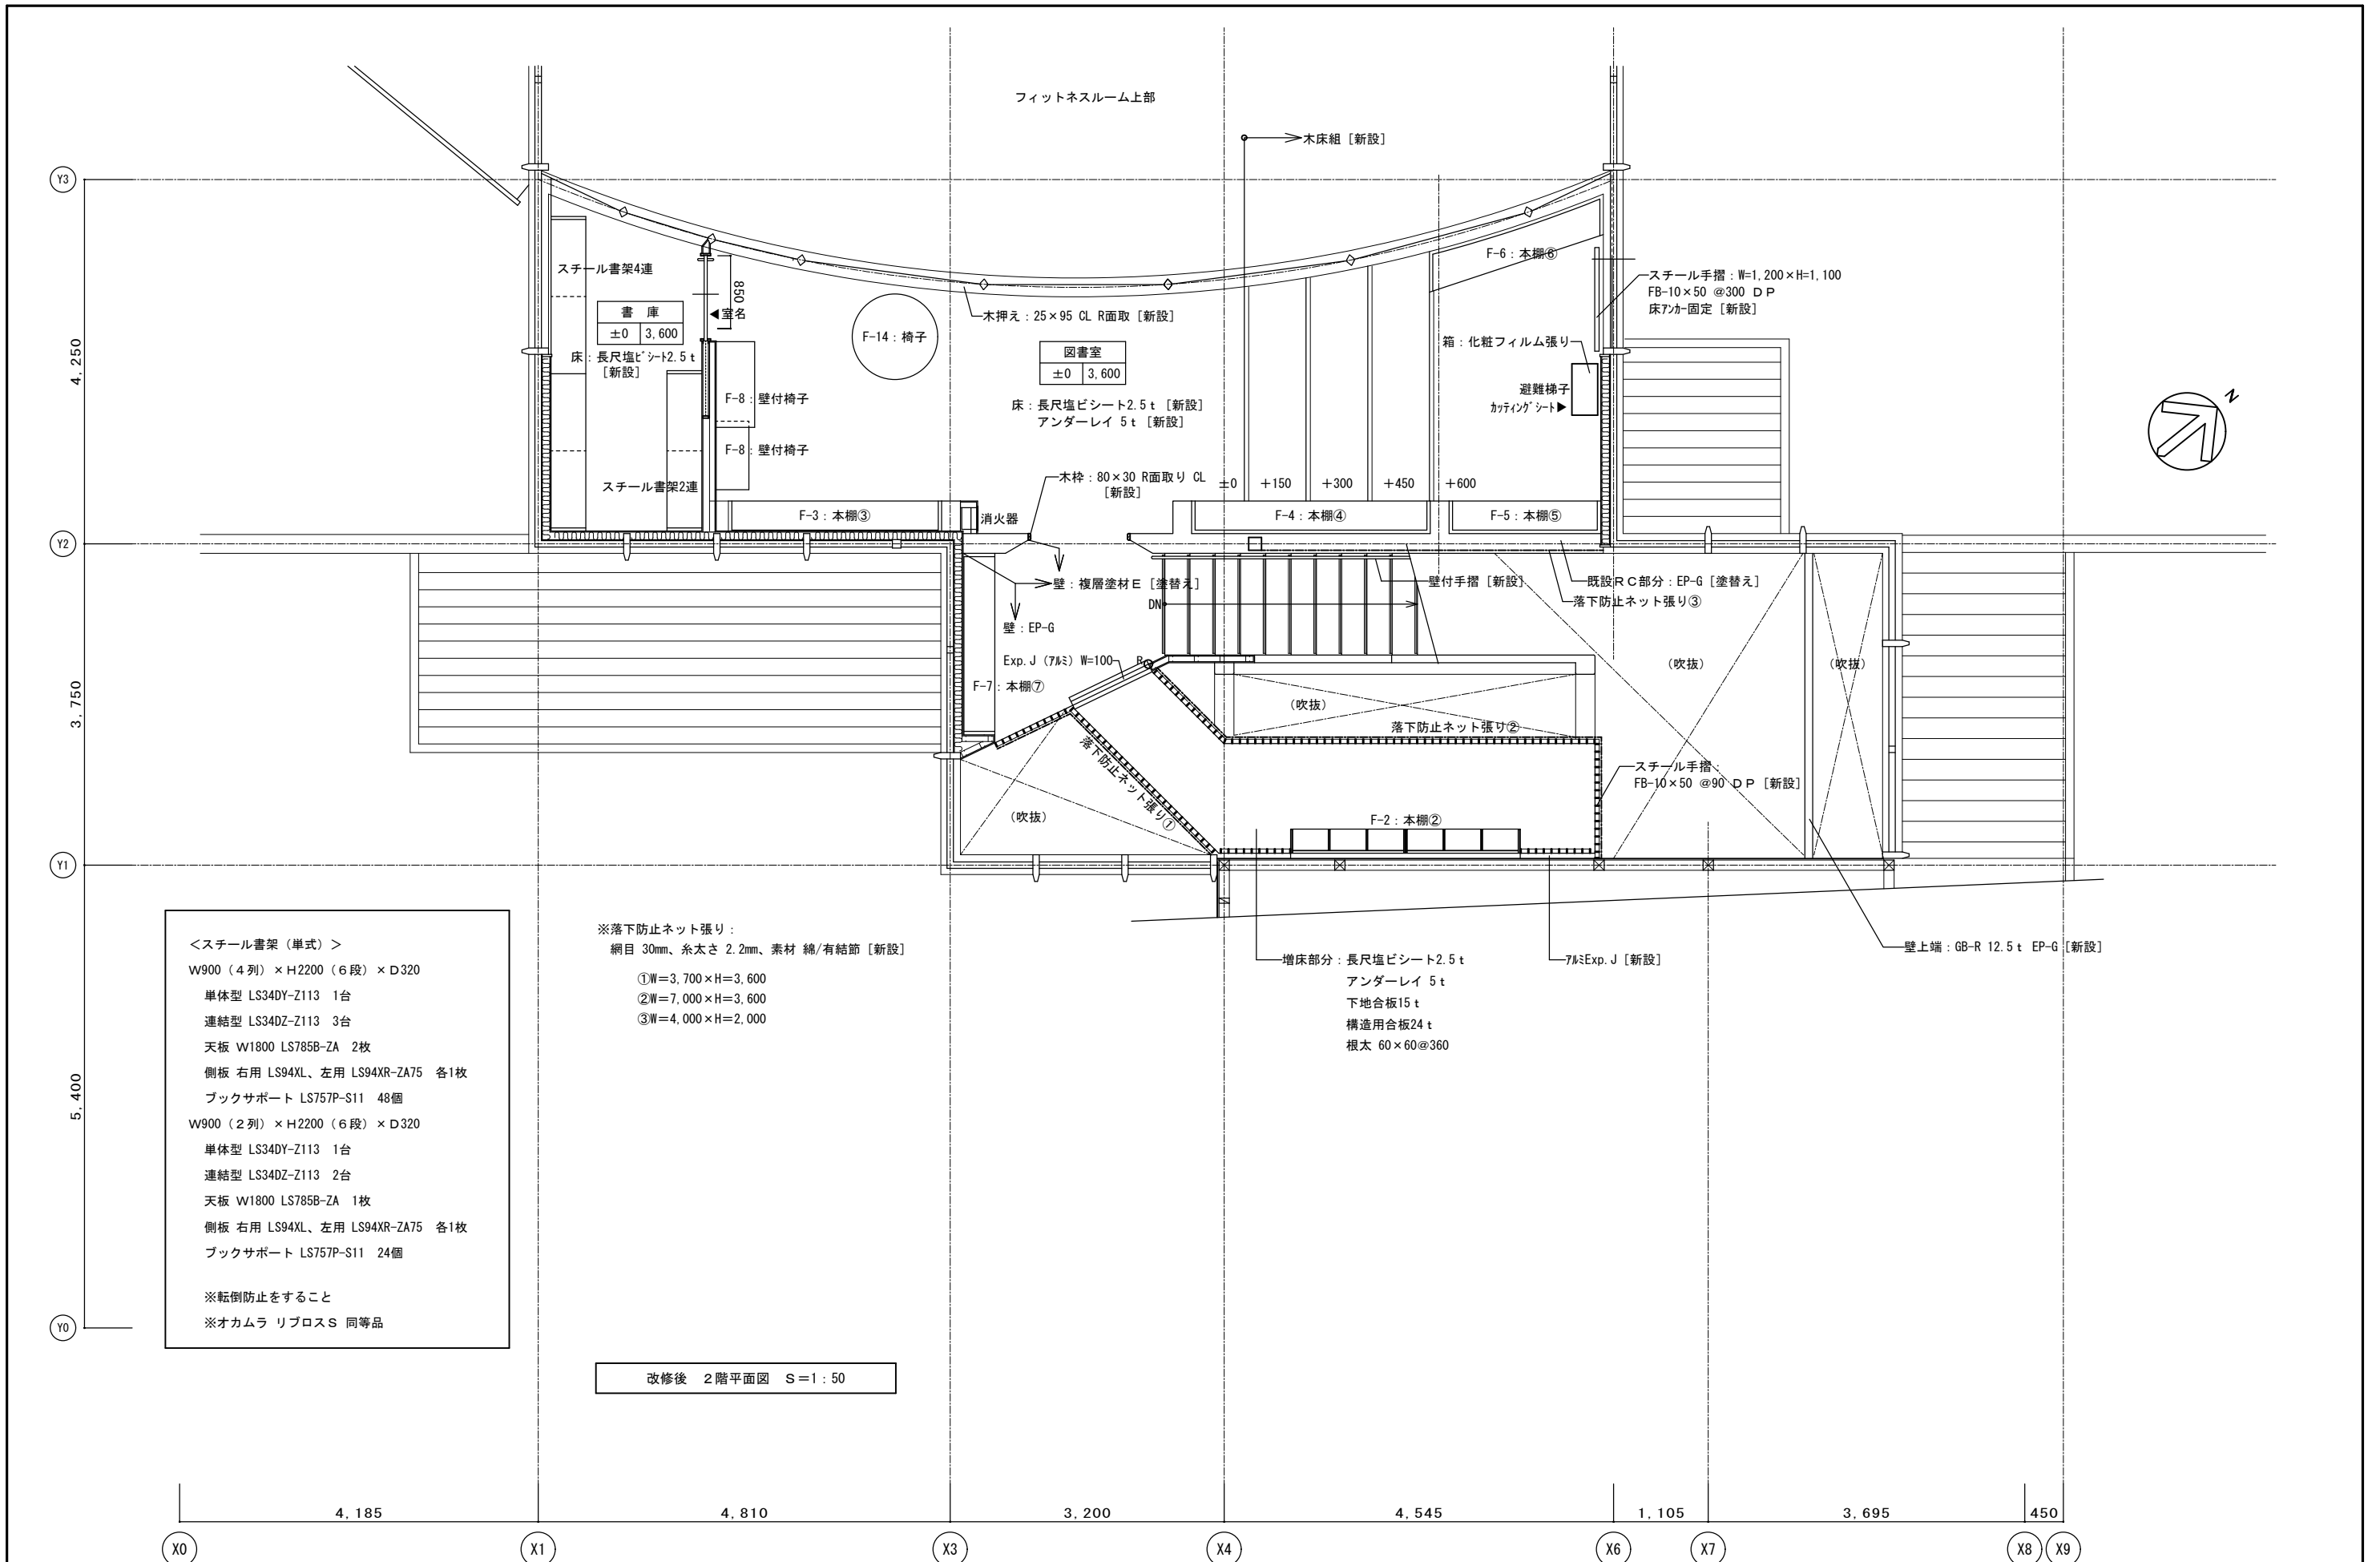 フィットネスルーム上部
木床組［新設］
Y3
スチール書架4連
F-6：本棚⑥
書　庫
±0　3,600
850
◀室名
F-14：椅子
木押え：25×95 CL R面取［新設］
スチール手摺：W=1,200×H=1,100
FB-10×50 @300 ＤＰ
床ｱﾝｶｰ固定［新設］
図書室
±0　3,600
箱：化粧フィルム張り
床：長尺塩ﾋﾞｼｰﾄ2.5ｔ
［新設］
4,250
避難梯子
ｶｯﾃｨﾝｸﾞｼｰﾄ▶
N
F-8：壁付椅子
床：長尺塩ビシート2.5ｔ［新設］
アンダーレイ 5ｔ［新設］
F-8：壁付椅子
スチール書架2連
木枠：80×30 R面取り CL
［新設］
±0
+150
+300
+450
+600
F-3：本棚③
消火器
F-4：本棚④
F-5：本棚⑤
Y2
壁：複層塗材Ｅ［塗替え］
壁付手摺［新設］
既設ＲＣ部分：EP-G［塗替え］
落下防止ネット張り③
DN
壁：EP-G
Exp.J（ｱﾙﾐ）W=100
R
（吹抜）
（吹抜）
F-7：本棚⑦
3,750
（吹抜）
落下防止ネット張り②
落下防止ネット張り①
スチール手摺：
FB-10×50 @90 ＤＰ［新設］
（吹抜）
F-2：本棚②
Y1
＜スチール書架（単式）＞
Ｗ900（４列）×Ｈ2200（６段）×Ｄ320
単体型 LS34DY-Z113　1台
連結型 LS34DZ-Z113　3台
天板 Ｗ1800 LS785B-ZA　2枚
側板 右用 LS94XL、左用 LS94XR-ZA75　各1枚
ブックサポート LS757P-S11　48個
Ｗ900（２列）×Ｈ2200（６段）×Ｄ320
単体型 LS34DY-Z113　1台
連結型 LS34DZ-Z113　2台
天板 Ｗ1800 LS785B-ZA　1枚
側板 右用 LS94XL、左用 LS94XR-ZA75　各1枚
ブックサポート LS757P-S11　24個
※転倒防止をすること
※オカムラ リブロスＳ 同等品
※落下防止ネット張り：
網目 30mm、糸太さ 2.2mm、素材 綿/有結節［新設］
①W＝3,700×H＝3,600
②W＝7,000×H＝3,600
③W＝4,000×H＝2,000
増床部分：長尺塩ビシート2.5ｔ
アンダーレイ 5ｔ
下地合板15ｔ
構造用合板24ｔ
根太 60×60@360
ｱﾙﾐExp.J［新設］
壁上端：GB-R 12.5ｔ EP-G［新設］
5,400
Y0
改修後　２階平面図　Ｓ＝1：50
4,185
4,810
3,200
4,545
1,105
3,695
450
X0
X1
X3
X4
X6
X7
X8
X9